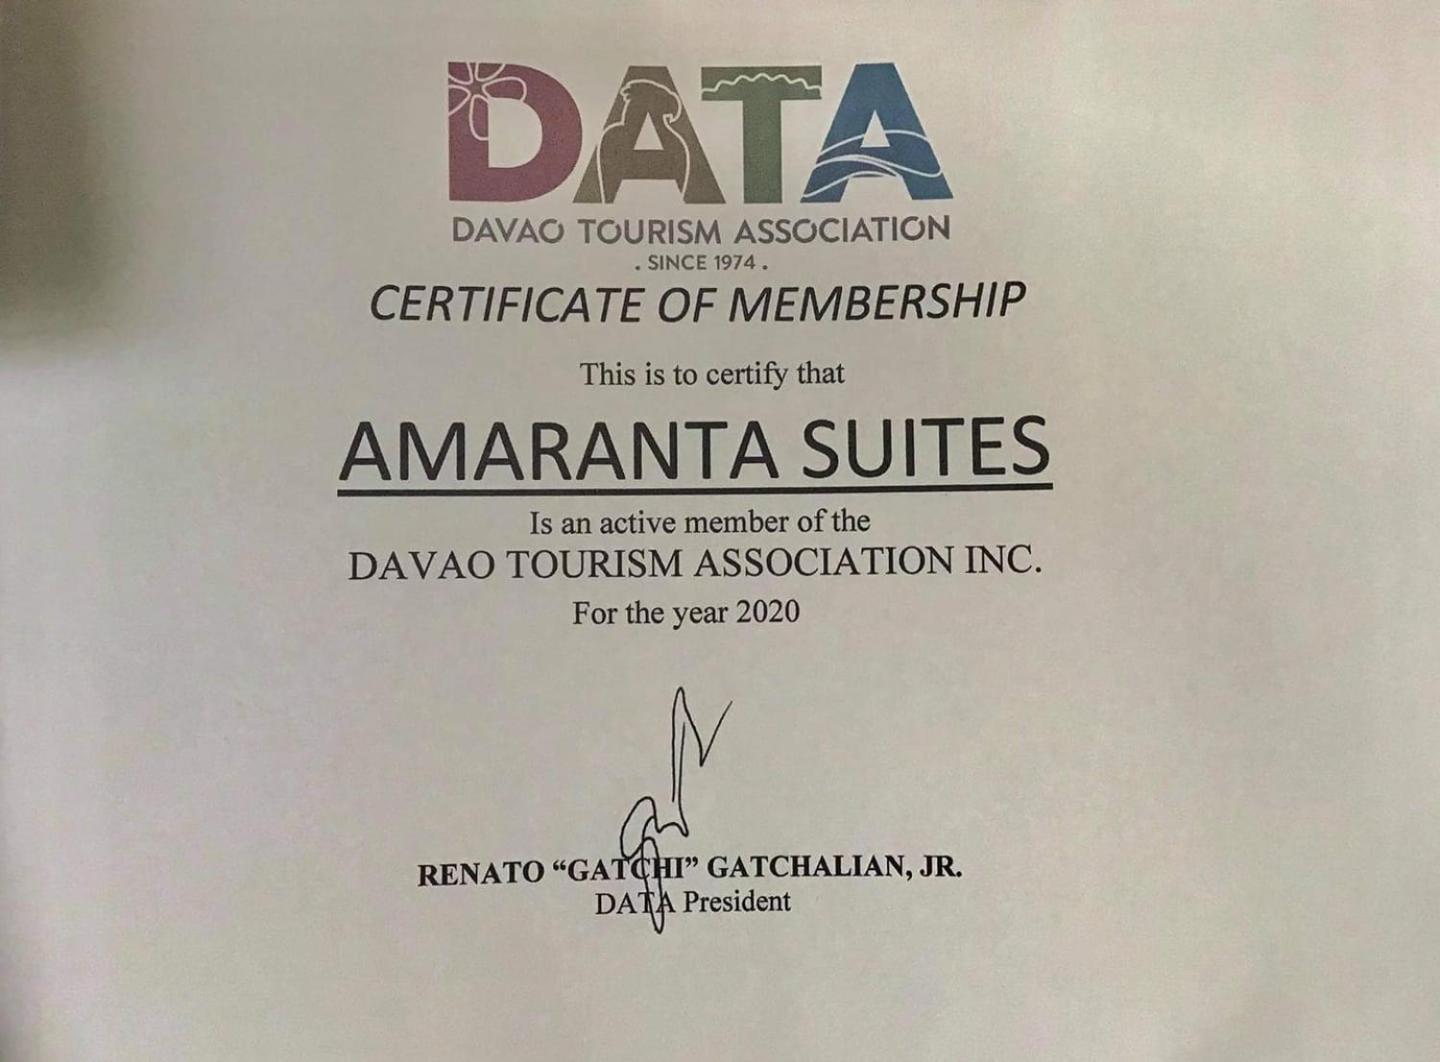 DATA
DAVAO TOURISM ASSOCIATION
. SINCE 1974 .
CERTIFICATE OF MEMBERSHIP
This is to certify that
AMARANTA SUITES
Is an active member of the
DAVAO TOURISM ASSOCIATION INC.
For the year 2020
RENATO “GATCHI” GATCHALIAN, JR.
DATA President